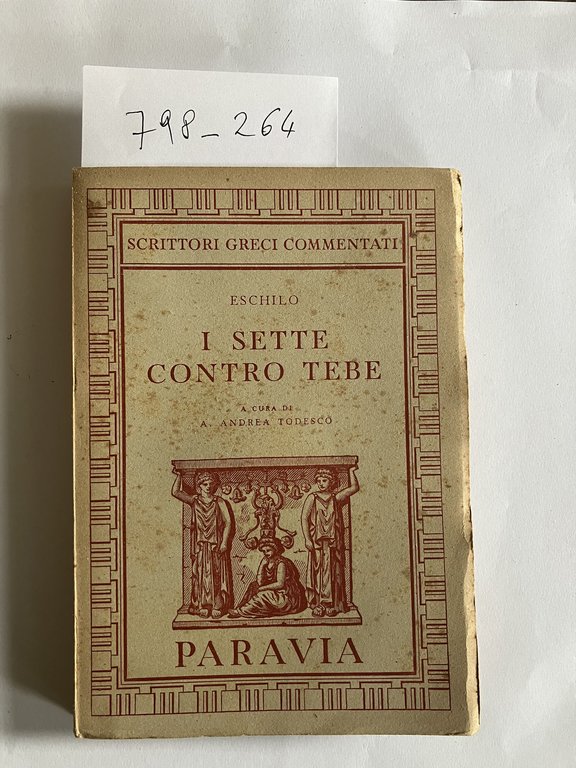 798_264
SCRITTORI GRECI COMMENTATI
ESCHILO
I SETTE
CONTRO TEBE
A CURA DI
A. ANDREA TODESCO
PARAVIA